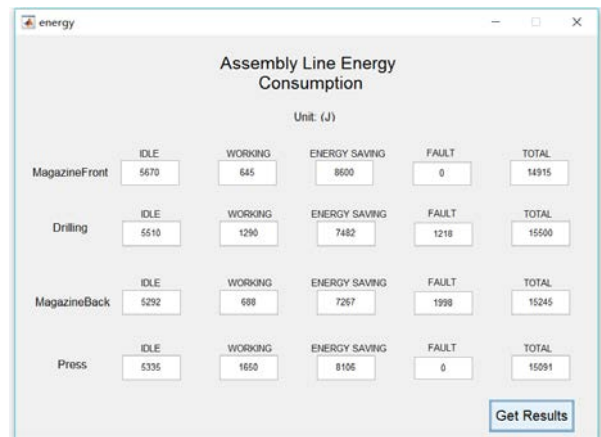 energy
Assembly Line Energy
Consumption
Unit: (J)
IDLE WORKING ENERGY SAVING FAULT TOTAL
MagazineFront 5670 645 8600 0 14915
IDLE WORKING ENERGY SAVING FAULT TOTAL
Drilling 5510 1290 7482 1218 15500
IDLE WORKING ENERGY SAVING FAULT TOTAL
MagazineBack 5292 688 7267 1998 15245
IDLE WORKING ENERGY SAVING FAULT TOTAL
Press 5335 1650 8106 0 15091
Get Results